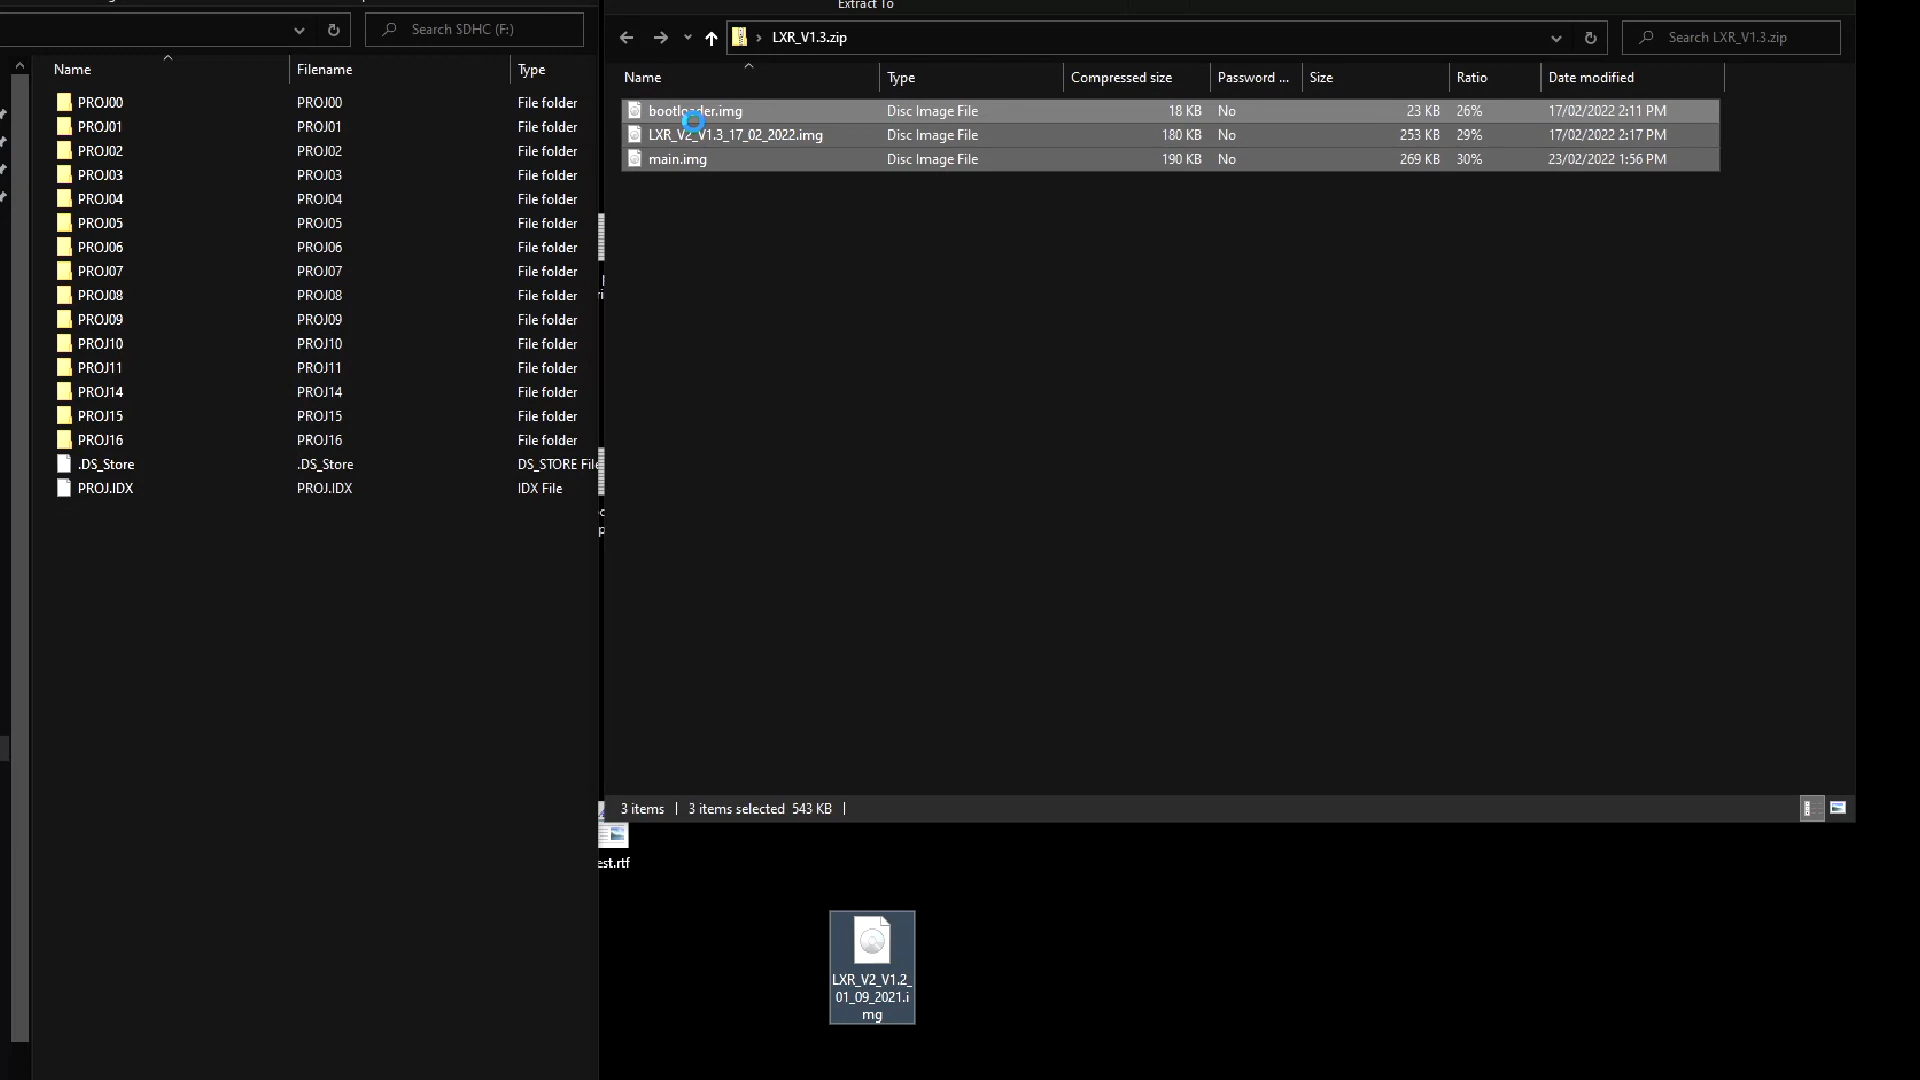 Search SDHC (F:)
Name Filename Type
PROJ00 PROJ00 File folder
PROJ01 PROJ01 File folder
PROJ02 PROJ02 File folder
PROJ03 PROJ03 File folder
PROJ04 PROJ04 File folder
PROJ05 PROJ05 File folder
PROJ06 PROJ06 File folder
PROJ07 PROJ07 File folder
PROJ08 PROJ08 File folder
PROJ09 PROJ09 File folder
PROJ10 PROJ10 File folder
PROJ11 PROJ11 File folder
PROJ14 PROJ14 File folder
PROJ15 PROJ15 File folder
PROJ16 PROJ16 File folder
.DS_Store .DS_Store DS_STORE File
PROJ.IDX PROJ.IDX IDX File
Extract To
LXR_V1.3.zip
Search LXR_V1.3.zip
Name Type Compressed size Password ... Size Ratio Date modified
bootloader.img Disc Image File 18 KB No 23 KB 26% 17/02/2022 2:11 PM
LXR_V2_V1.3_17_02_2022.img Disc Image File 180 KB No 253 KB 29% 17/02/2022 2:17 PM
main.img Disc Image File 190 KB No 269 KB 30% 23/02/2022 1:56 PM
3 items 3 items selected 543 KB
est.rtf
LXR_V2_V1.2_
01_09_2021.i
mg